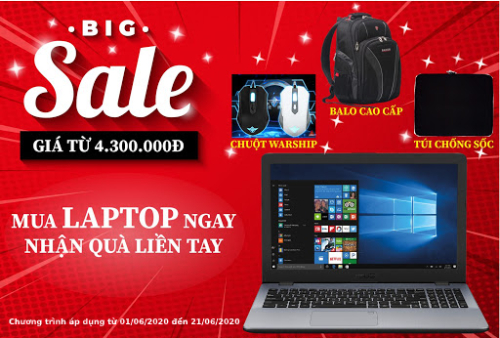 BIG
Sale
GIÁ TỪ 4.300.000Đ
CHUỘT WARSHIP
BALO CAO CẤP
TÚI CHỐNG SỐC
MUA LAPTOP NGAY
NHẬN QUÀ LIỀN TAY
Chương trình áp dụng từ 01/06/2020 đến 21/06/2020